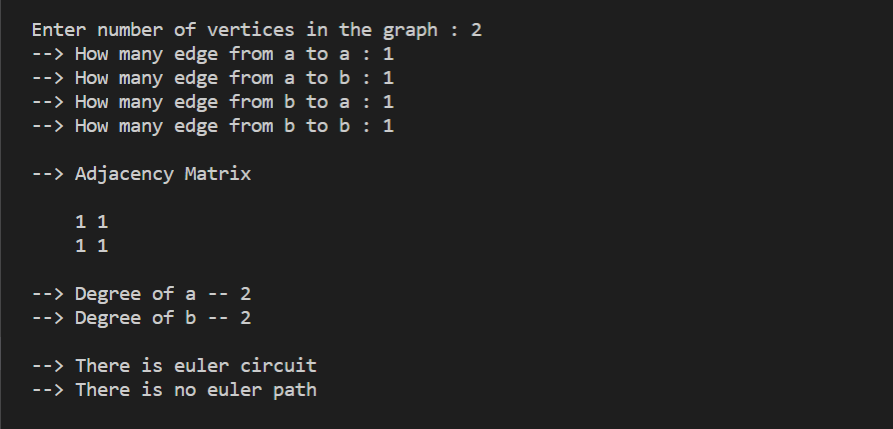 Enter number of vertices in the graph : 2
--> How many edge from a to a : 1
--> How many edge from a to b : 1
--> How many edge from b to a : 1
--> How many edge from b to b : 1
--> Adjacency Matrix
1 1
1 1
--> Degree of a -- 2
--> Degree of b -- 2
--> There is euler circuit
--> There is no euler path